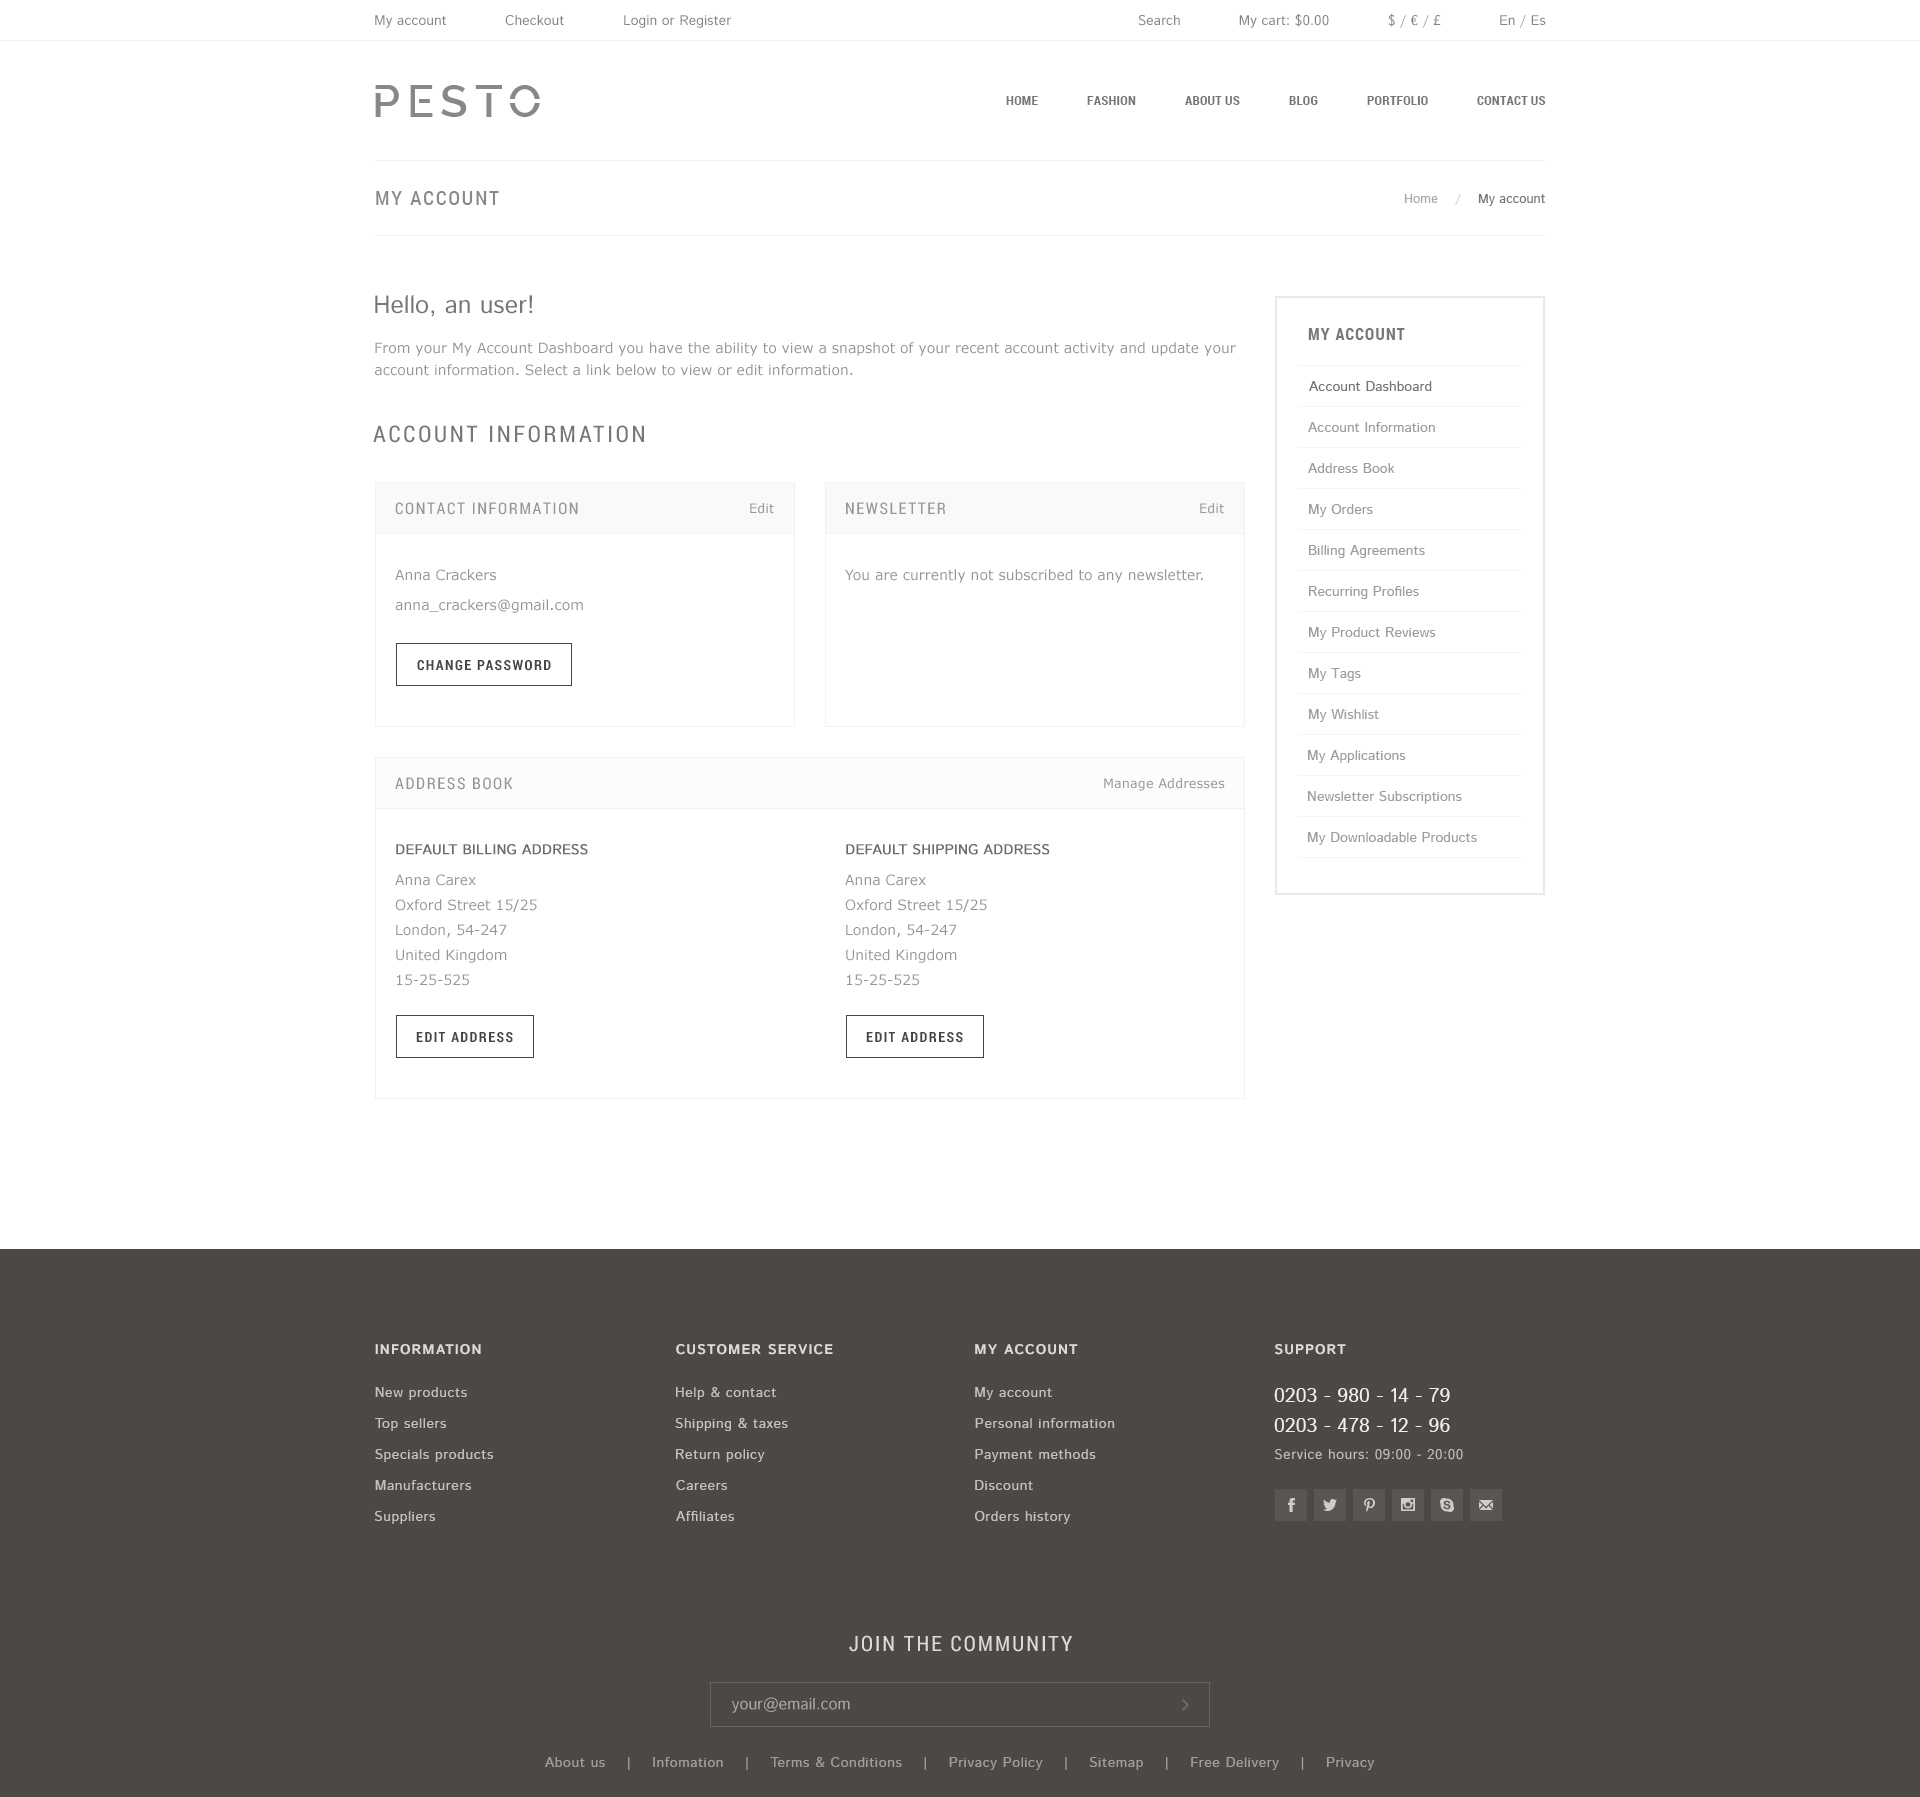 My account Checkout Login or Register Search My cart: $0.00 $ / € / £ En / Es
PESTO HOME FASHION ABOUT US BLOG PORTFOLIO CONTACT US
MY ACCOUNT Home / My account
Hello, an user!
From your My Account Dashboard you have the ability to view a snapshot of your recent account activity and update your
account information. Select a link below to view or edit information.
ACCOUNT INFORMATION
CONTACT INFORMATION Edit
Anna Crackers
anna_crackers@gmail.com
CHANGE PASSWORD
NEWSLETTER Edit
You are currently not subscribed to any newsletter.
ADDRESS BOOK Manage Addresses
DEFAULT BILLING ADDRESS
Anna Carex
Oxford Street 15/25
London, 54-247
United Kingdom
15-25-525
EDIT ADDRESS
DEFAULT SHIPPING ADDRESS
Anna Carex
Oxford Street 15/25
London, 54-247
United Kingdom
15-25-525
EDIT ADDRESS
MY ACCOUNT
Account Dashboard
Account Information
Address Book
My Orders
Billing Agreements
Recurring Profiles
My Product Reviews
My Tags
My Wishlist
My Applications
Newsletter Subscriptions
My Downloadable Products
INFORMATION
New products
Top sellers
Specials products
Manufacturers
Suppliers
CUSTOMER SERVICE
Help & contact
Shipping & taxes
Return policy
Careers
Affiliates
MY ACCOUNT
My account
Personal information
Payment methods
Discount
Orders history
SUPPORT
0203 - 980 - 14 - 79
0203 - 478 - 12 - 96
Service hours: 09:00 - 20:00
JOIN THE COMMUNITY
your@email.com
About us | Infomation | Terms & Conditions | Privacy Policy | Sitemap | Free Delivery | Privacy